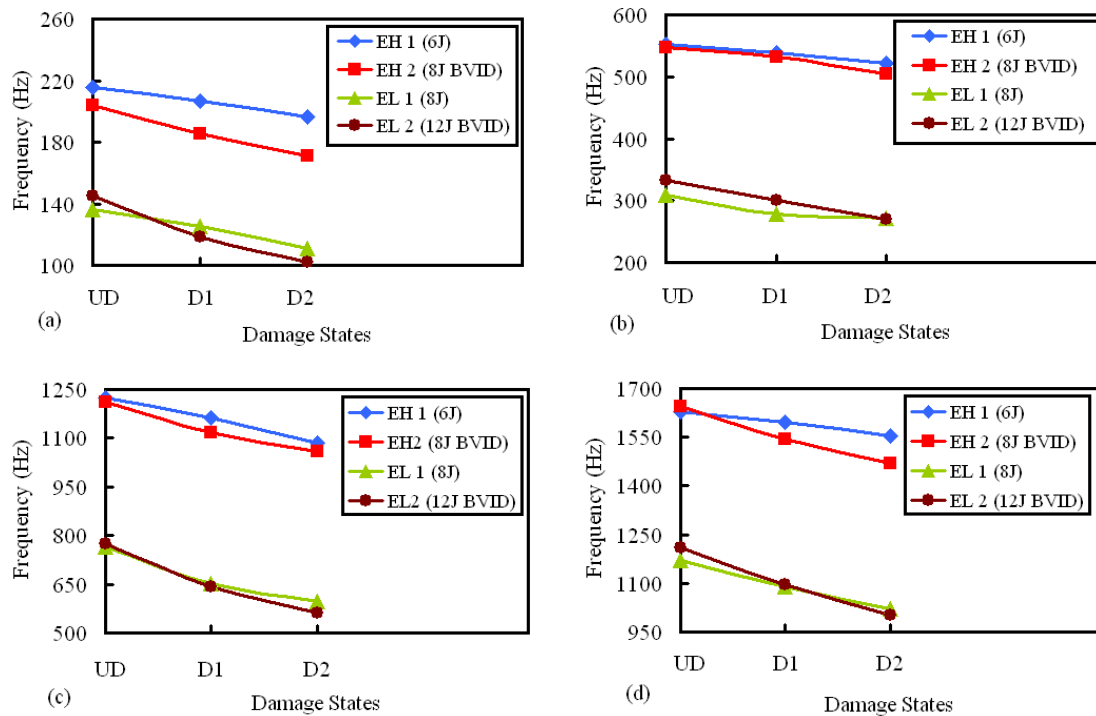 260
220
180
140
100
Frequency (Hz)
EH 1 (6J)
EH 2 (8J BVID)
EL 1 (8J)
EL 2 (12J BVID)
UD D1 D2
(a)
Damage States
600
500
400
300
200
Frequency (Hz)
EH 1 (6J)
EH 2 (8J BVID)
EL 1 (8J)
EL 2 (12J BVID)
UD D1 D2
(b)
Damage States
1250
1100
950
800
650
500
Frequency (Hz)
EH 1 (6J)
EH2 (8J BVID)
EL 1 (8J)
EL2 (12J BVID)
UD D1 D2
(c)
Damage States
1700
1550
1400
1250
1100
950
Frequency (Hz)
EH 1 (6J)
EH 2 (8J BVID)
EL 1 (8J)
EL 2 (12J BVID)
UD D1 D2
(d)
Damage States